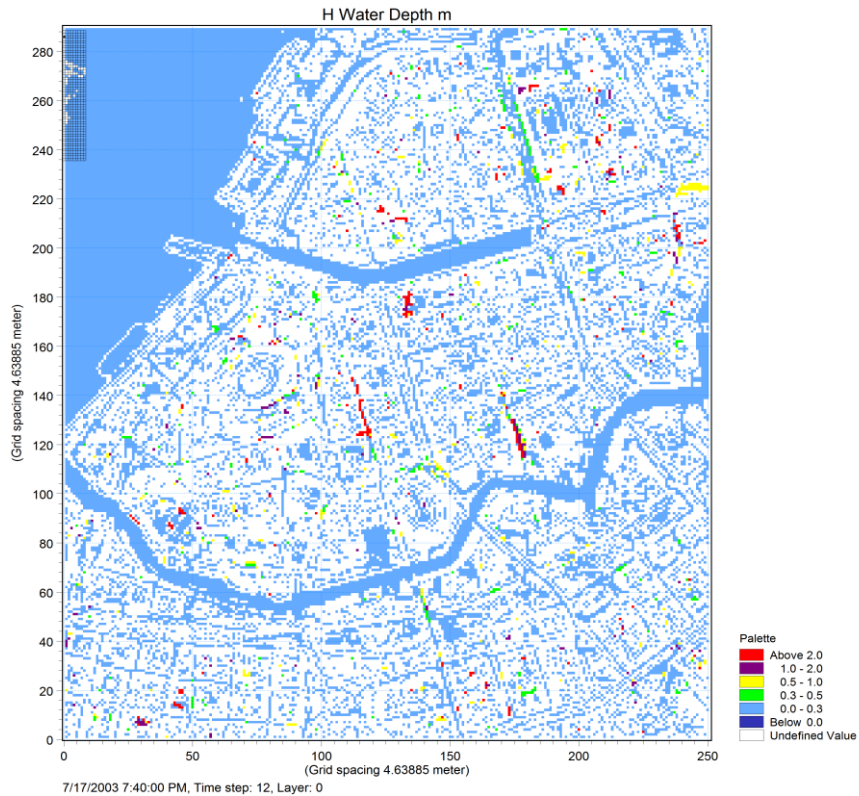 H Water Depth m
280
260
240
220
200
180
160
140
120
100
80
60
40
20
0
(Grid spacing 4.63885 meter)
0 50 100 150 200 250
(Grid spacing 4.63885 meter)
7/17/2003 7:40:00 PM, Time step: 12, Layer: 0
Palette
Above 2.0
1.0 - 2.0
0.5 - 1.0
0.3 - 0.5
0.0 - 0.3
Below 0.0
Undefined Value